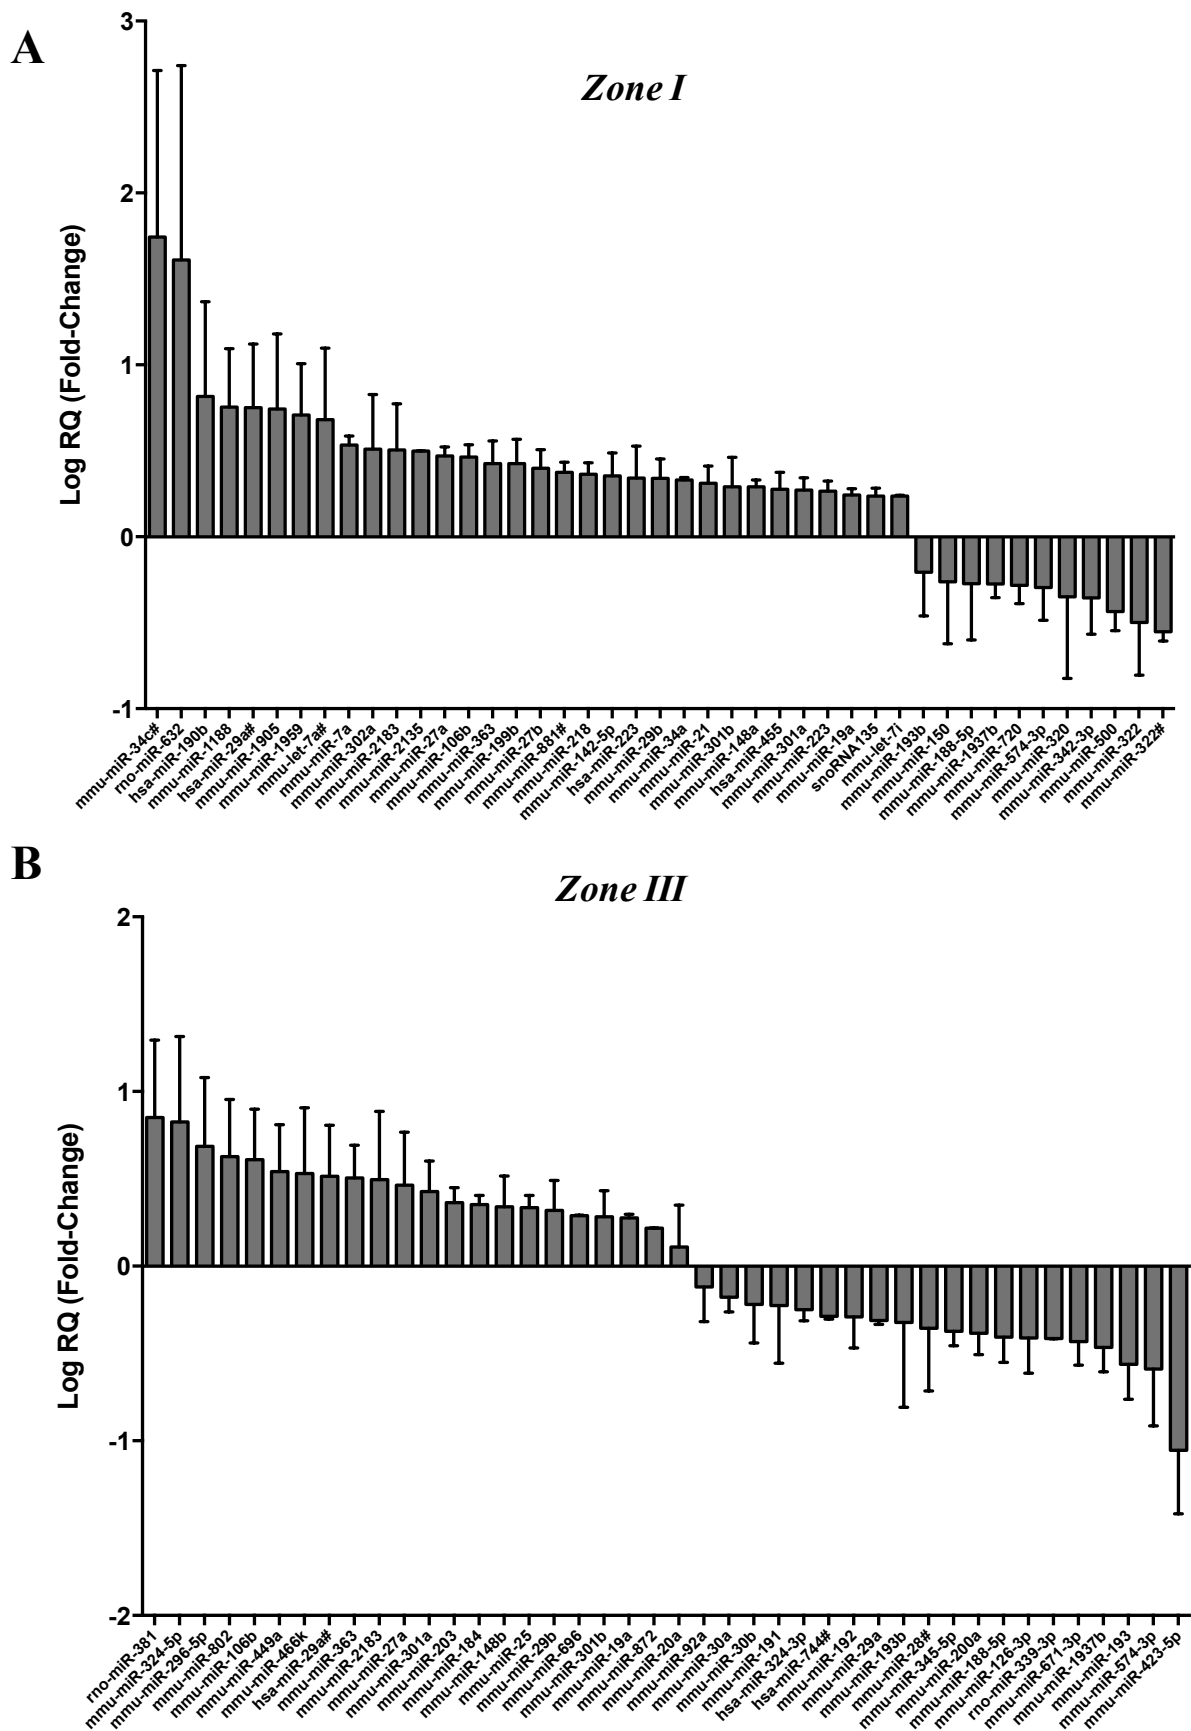 A
Zone I
Log RQ (Fold-Change)
3
2
1
0
-1
mmu-miR-34c#
rno-miR-632
hsa-miR-190b
mmu-miR-1188
hsa-miR-29a#
mmu-miR-1905
mmu-miR-1959
mmu-let-7a#
mmu-miR-7a
mmu-miR-302a
mmu-miR-2183
mmu-miR-2135
mmu-miR-27a
mmu-miR-106b
mmu-miR-363
mmu-miR-199b
mmu-miR-27b
mmu-miR-881#
mmu-miR-218
mmu-miR-142-5p
hsa-miR-223
mmu-miR-29b
mmu-miR-34a
mmu-miR-21
mmu-miR-301b
mmu-miR-148a
hsa-miR-455
mmu-miR-301a
mmu-miR-223
mmu-miR-19a
snoRNA135
mmu-let-7i
mmu-miR-193b
mmu-miR-150
mmu-miR-188-5p
mmu-miR-1937b
mmu-miR-720
mmu-miR-574-3p
mmu-miR-320
mmu-miR-342-3p
mmu-miR-500
mmu-miR-322
mmu-miR-322#
B
Zone III
Log RQ (Fold-Change)
2
1
0
-1
-2
rno-miR-381
mmu-miR-324-5p
mmu-miR-296-5p
mmu-miR-802
mmu-miR-106b
mmu-miR-449a
mmu-miR-466k
hsa-miR-29a#
mmu-miR-363
mmu-miR-2183
mmu-miR-27a
mmu-miR-301a
mmu-miR-203
mmu-miR-184
mmu-miR-148b
mmu-miR-25
mmu-miR-29b
mmu-miR-696
mmu-miR-301b
mmu-miR-19a
mmu-miR-872
mmu-miR-20a
mmu-miR-92a
mmu-miR-30a
mmu-miR-30b
mmu-miR-191
hsa-miR-324-3p
hsa-miR-744#
mmu-miR-192
mmu-miR-29a
mmu-miR-193b
mmu-miR-28#
mmu-miR-345-5p
mmu-miR-200a
mmu-miR-188-5p
mmu-miR-126-3p
rno-miR-339-3p
mmu-miR-671-3p
mmu-miR-1937b
mmu-miR-193
mmu-miR-574-3p
mmu-miR-423-5p